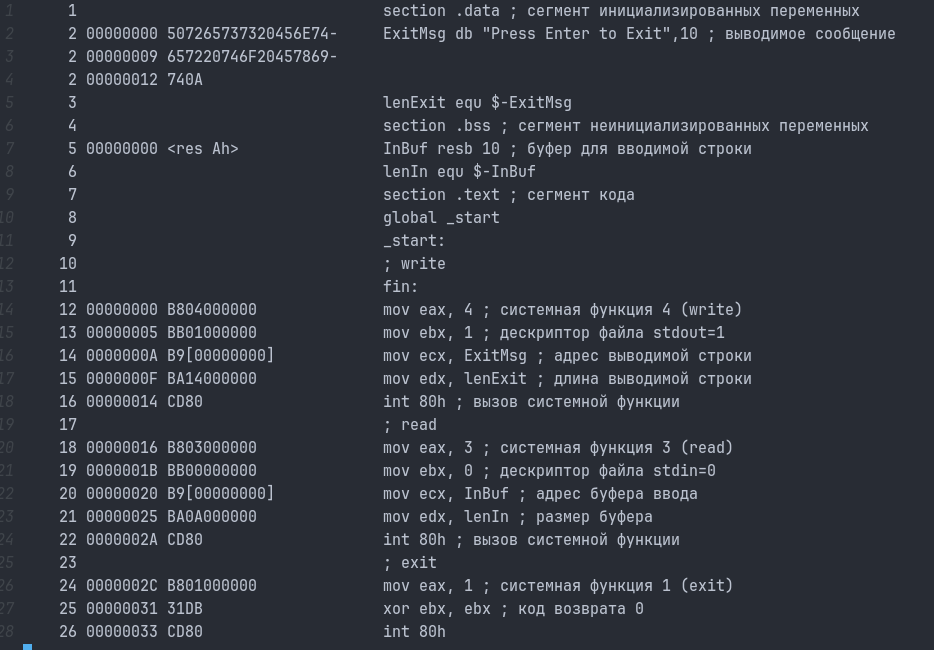 1 1 section .data ; сегмент инициализированных переменных
2 2 00000000 507265737320456E74- ExitMsg db "Press Enter to Exit",10 ; выводимое сообщение
3 2 00000009 657220746F20457869-
4 2 00000012 740A
5 3 lenExit equ $-ExitMsg
6 4 section .bss ; сегмент неинициализированных переменных
7 5 00000000 <res Ah> InBuf resb 10 ; буфер для вводимой строки
8 6 lenIn equ $-InBuf
9 7 section .text ; сегмент кода
10 8 global _start
11 9 _start:
12 10 ; write
13 11 fin:
14 12 00000000 B804000000 mov eax, 4 ; системная функция 4 (write)
15 13 00000005 BB01000000 mov ebx, 1 ; дескриптор файла stdout=1
16 14 0000000A B9[00000000] mov ecx, ExitMsg ; адрес выводимой строки
17 15 0000000F BA14000000 mov edx, lenExit ; длина выводимой строки
18 16 00000014 CD80 int 80h ; вызов системной функции
19 17 ; read
20 18 00000016 B803000000 mov eax, 3 ; системная функция 3 (read)
21 19 0000001B BB00000000 mov ebx, 0 ; дескриптор файла stdin=0
22 20 00000020 B9[00000000] mov ecx, InBuf ; адрес буфера ввода
23 21 00000025 BA0A000000 mov edx, lenIn ; размер буфера
24 22 0000002A CD80 int 80h ; вызов системной функции
25 23 ; exit
26 24 0000002C B801000000 mov eax, 1 ; системная функция 1 (exit)
27 25 00000031 31DB xor ebx, ebx ; код возврата 0
28 26 00000033 CD80 int 80h